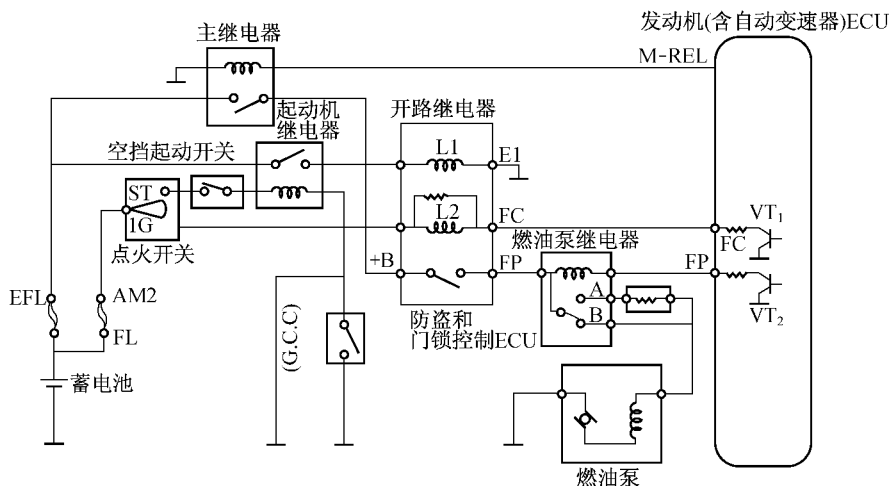 发动机(含自动变速器)ECU
主继电器
M-REL
起动机
继电器
开路继电器
空挡起动开关
L1
E1
ST
1G
L2
FC
VT1
FC
点火开关
燃油泵继电器
+B
FP
FP
A
B
VT2
EFL
AM2
FL
(G.C.C)
防盗和
门锁控制ECU
蓄电池
燃油泵